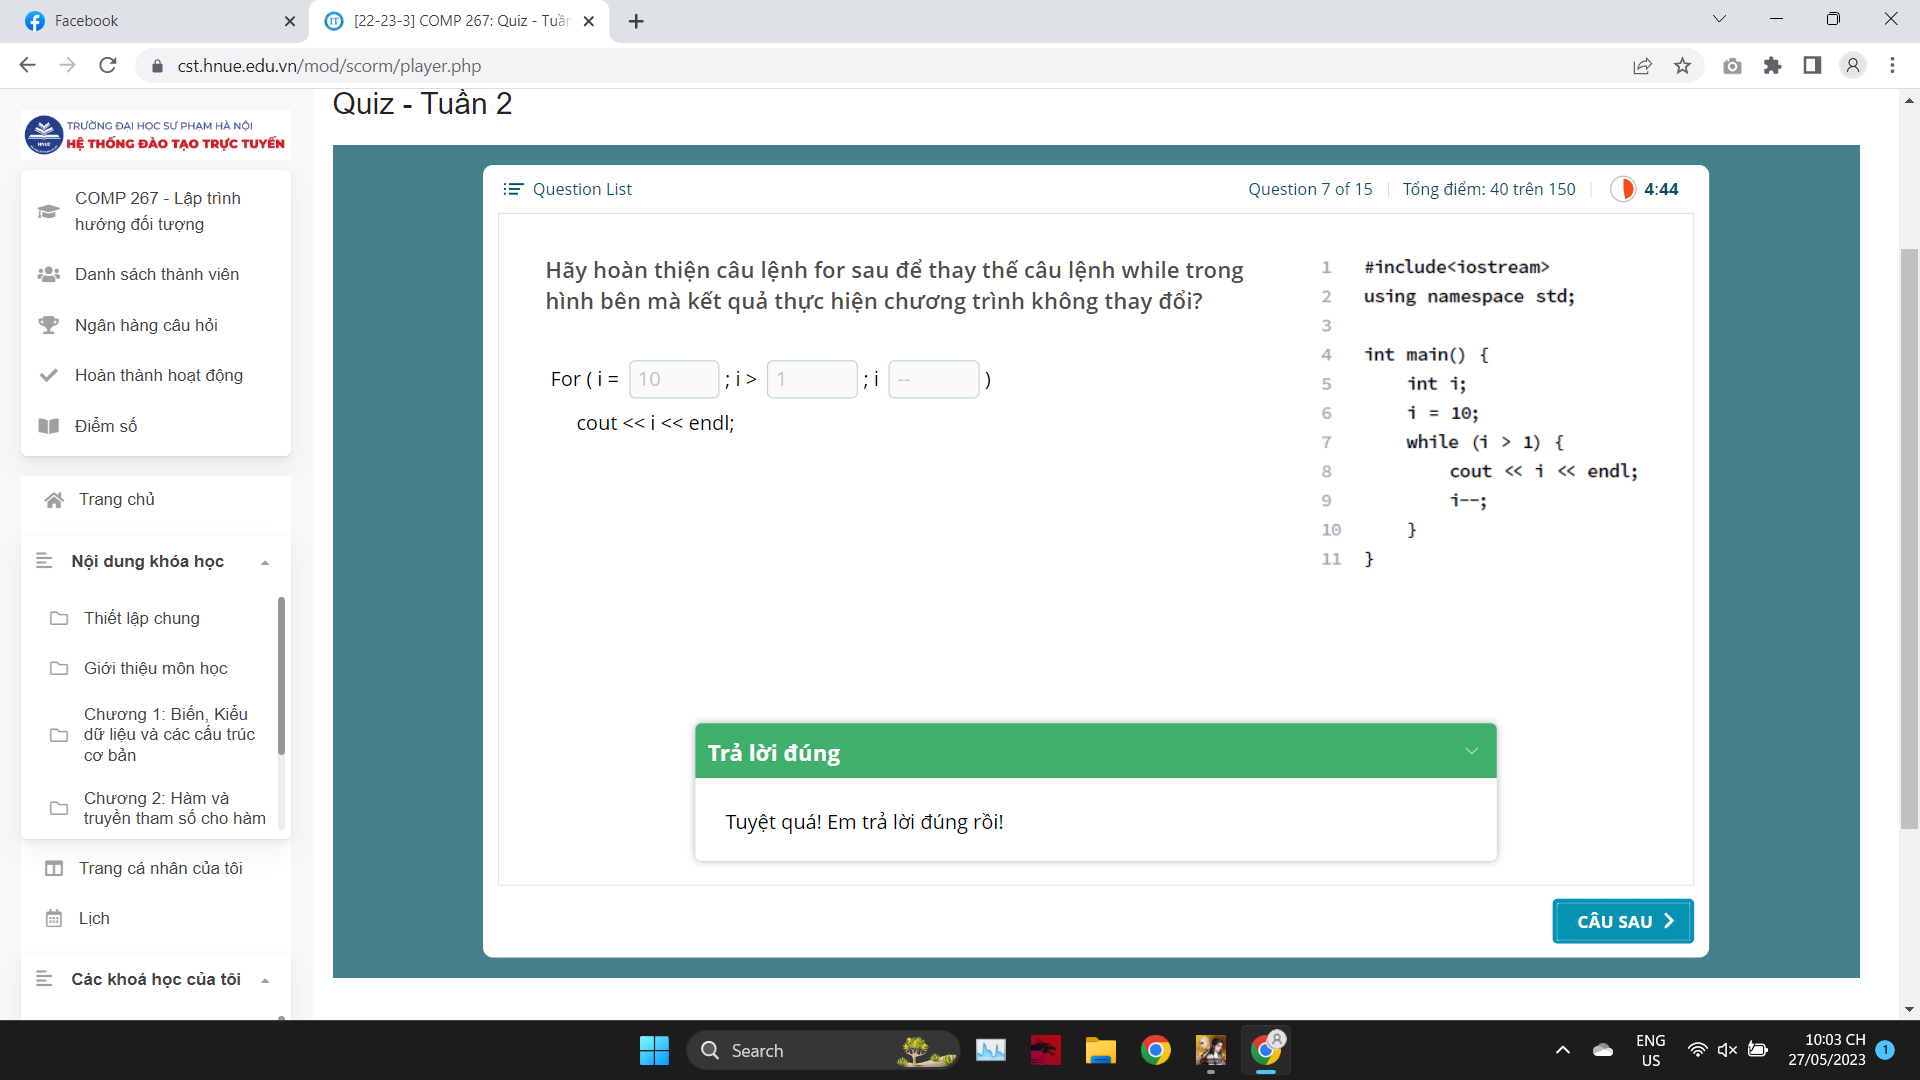 Facebook
[22-23-3] COMP 267: Quiz - Tuần
cst.hnue.edu.vn/mod/scorm/player.php
TRƯỜNG ĐẠI HỌC SƯ PHẠM HÀ NỘI
HỆ THỐNG ĐÀO TẠO TRỰC TUYẾN
COMP 267 - Lập trình
hướng đối tượng
Danh sách thành viên
Ngân hàng câu hỏi
Hoàn thành hoạt động
Điểm số
Trang chủ
Nội dung khóa học
Thiết lập chung
Giới thiệu môn học
Chương 1: Biến, Kiểu
dữ liệu và các cấu trúc
cơ bản
Chương 2: Hàm và
truyền tham số cho hàm
Trang cá nhân của tôi
Lịch
Các khoá học của tôi
Quiz - Tuần 2
Question List
Question 7 of 15
Tổng điểm: 40 trên 150
4:44
Hãy hoàn thiện câu lệnh for sau để thay thế câu lệnh while trong
hình bên mà kết quả thực hiện chương trình không thay đổi?
For ( i = 10 ; i > 1 ; i -- )
cout << i << endl;
1 #include<iostream>
2 using namespace std;
3
4 int main() {
5 int i;
6 i = 10;
7 while (i > 1) {
8 cout << i << endl;
9 i--;
10 }
11 }
Trả lời đúng
Tuyệt quá! Em trả lời đúng rồi!
CÂU SAU
Search
ENG
US
10:03 CH
27/05/2023
1